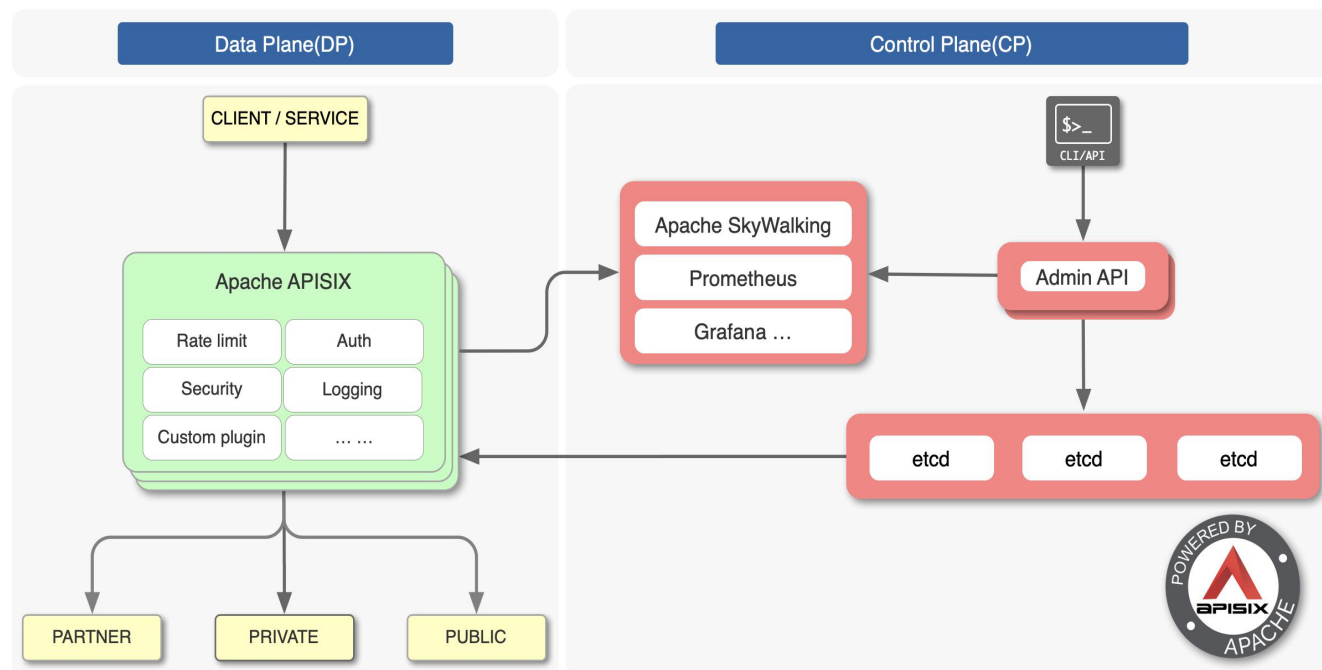 Data Plane(DP)
Control Plane(CP)
CLIENT / SERVICE
$>_
CLI/API
Apache APISIX
Rate limit
Auth
Security
Logging
Custom plugin
... ...
Apache SkyWalking
Prometheus
Grafana ...
Admin API
etcd
etcd
etcd
PARTNER
PRIVATE
PUBLIC
POWERED BY
APISIX
APACHE